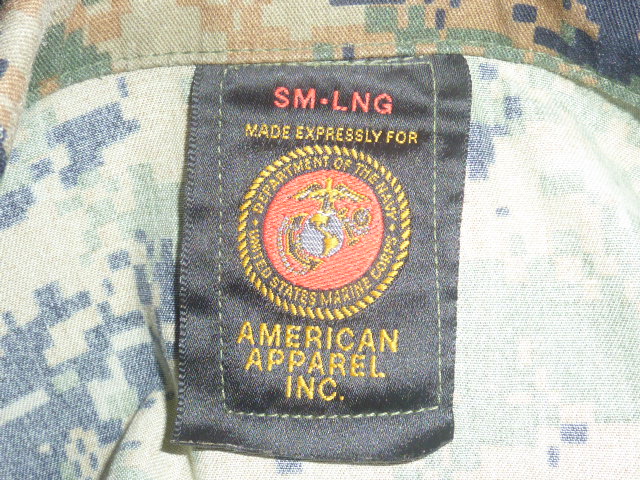 SM-LNG
MADE EXPRESSLY FOR
DEPARTMENT OF THE NAVY
UNITED STATES MARINE CORPS
AMERICAN
APPAREL
INC.